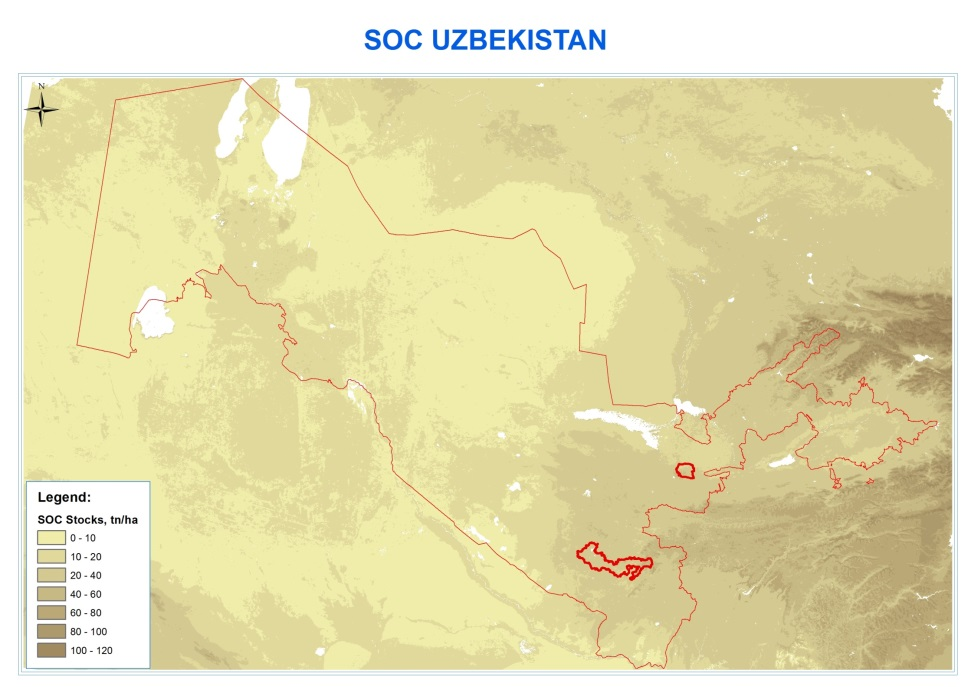 SOC UZBEKISTAN
N
Legend:
SOC Stocks, tn/ha
0 - 10
10 - 20
20 - 40
40 - 60
60 - 80
80 - 100
100 - 120